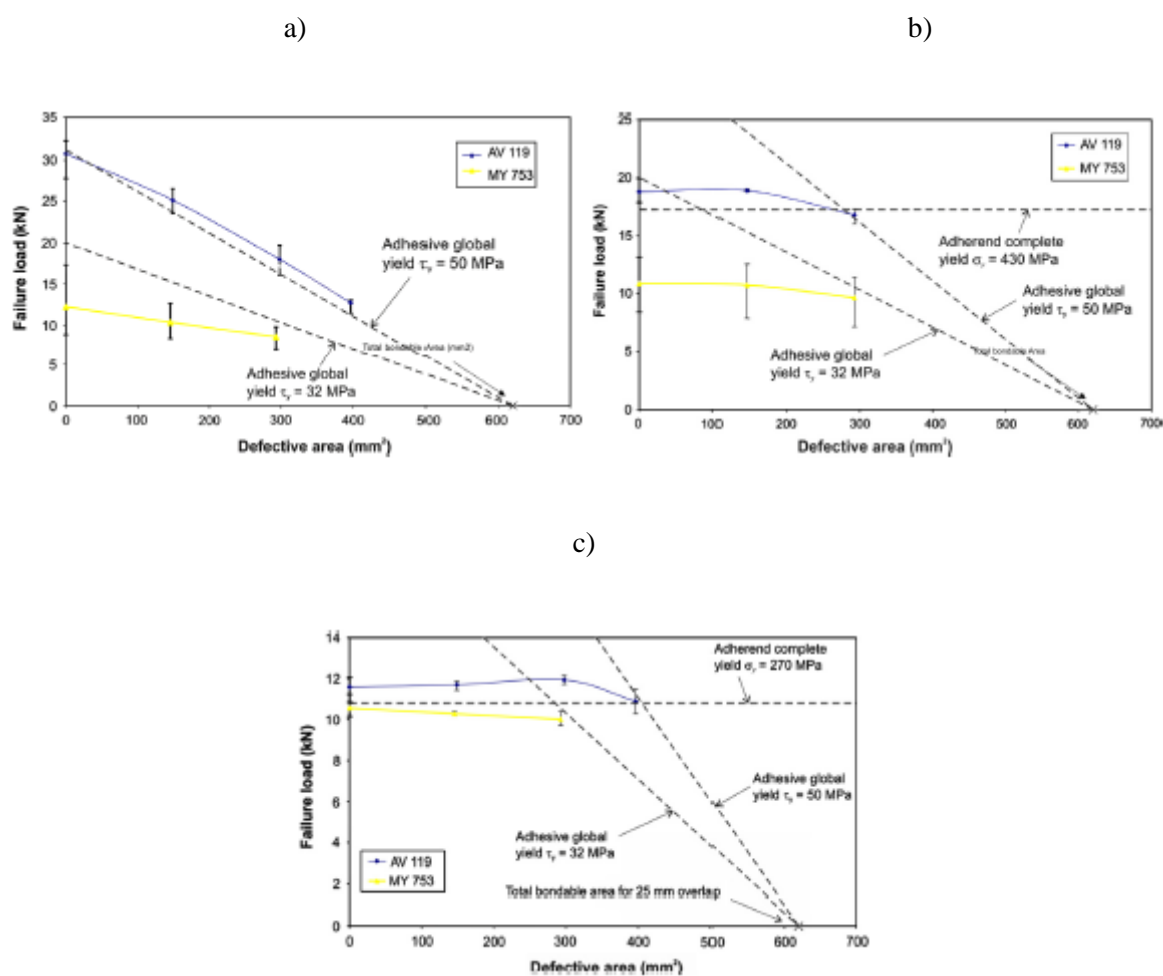 a)
35
30
25
20
15
10
5
0
Failure load (kN)
AV 119
MY 753
Adhesive global
yield τy = 50 MPa
Total bondable Area (mm2)
Adhesive global
yield τy = 32 MPa
0 100 200 300 400 500 600 700
Defective area (mm²)
b)
25
20
15
10
5
0
Failure load (kN)
AV 119
MY 753
Adherend complete
yield σy = 430 MPa
Adhesive global
yield τy = 50 MPa
Total bondable Area
Adhesive global
yield τy = 32 MPa
0 100 200 300 400 500 600 700
Defective area (mm²)
c)
14
12
10
8
6
4
2
0
Failure load (kN)
Adherend complete
yield σy = 270 MPa
Adhesive global
yield τy = 50 MPa
Adhesive global
yield τy = 32 MPa
AV 119
MY 753
Total bondable area for 25 mm overlap
0 100 200 300 400 500 600 700
Defective area (mm²)